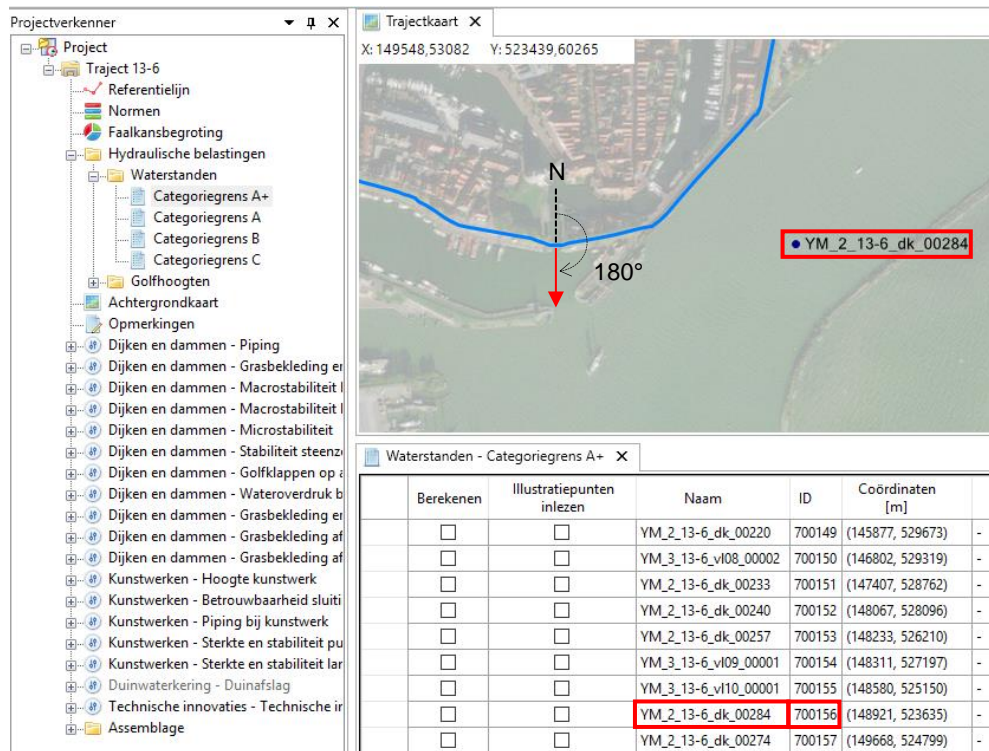 Projectverkenner
Project
Traject 13-6
Referentielijn
Normen
Faalkansbegroting
Hydraulische belastingen
Waterstanden
Categoriegrens A+
Categoriegrens A
Categoriegrens B
Categoriegrens C
Golfhoogten
Achtergrondkaart
Opmerkingen
Dijken en dammen - Piping
Dijken en dammen - Grasbekleding er
Dijken en dammen - Macrostabiliteit
Dijken en dammen - Macrostabiliteit
Dijken en dammen - Microstabiliteit
Dijken en dammen - Stabiliteit steenz
Dijken en dammen - Golfklappen op a
Dijken en dammen - Wateroverdruk b
Dijken en dammen - Grasbekleding er
Dijken en dammen - Grasbekleding af
Dijken en dammen - Grasbekleding af
Kunstwerken - Hoogte kunstwerk
Kunstwerken - Betrouwbaarheid sluiti
Kunstwerken - Piping bij kunstwerk
Kunstwerken - Sterkte en stabiliteit pu
Kunstwerken - Sterkte en stabiliteit lar
Duinwaterkering - Duinafslag
Technische innovaties - Technische ir
Assemblage
Trajectkaart
X: 149548,53082 Y: 523439,60265
N
180°
YM_2_13-6_dk_00284
Waterstanden - Categoriegrens A+
Berekenen Illustratiepunten inlezen Naam ID Coördinaten [m]
YM_2_13-6_dk_00220 700149 (145877, 529673) -
YM_3_13-6_vl08_00002 700150 (146802, 529319) -
YM_2_13-6_dk_00233 700151 (147407, 528762) -
YM_2_13-6_dk_00240 700152 (148067, 528096) -
YM_2_13-6_dk_00257 700153 (148233, 526210) -
YM_3_13-6_vl09_00001 700154 (148311, 527197) -
YM_3_13-6_vl10_00001 700155 (148580, 525150) -
YM_2_13-6_dk_00284 700156 (148921, 523635) -
YM_2_13-6_dk_00274 700157 (149668, 524799) -